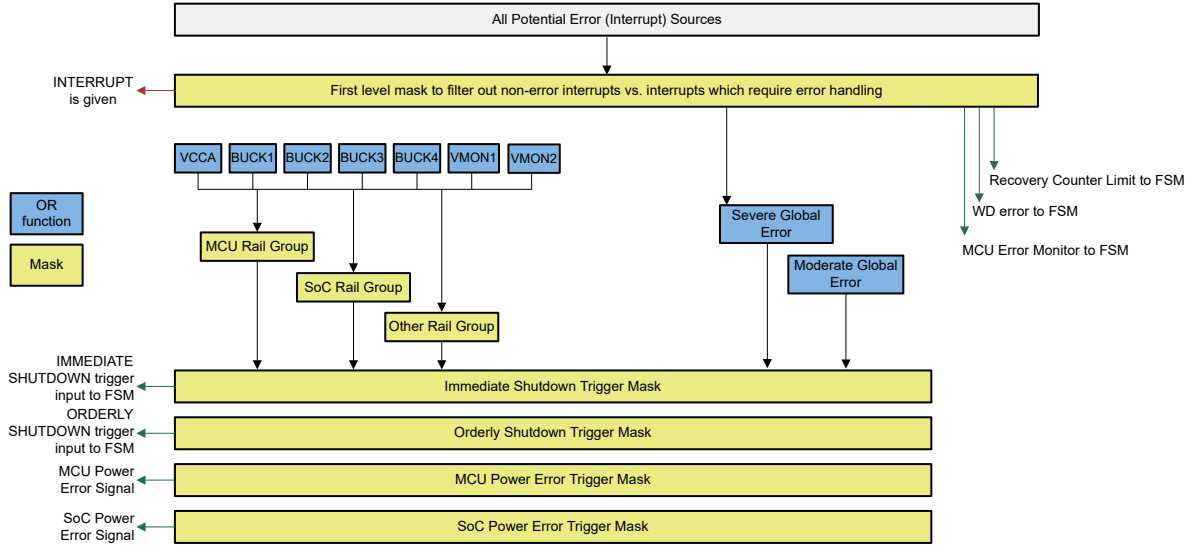 All Potential Error (Interrupt) Sources
INTERRUPT
is given
First level mask to filter out non-error interrupts vs. interrupts which require error handling
VCCA
BUCK1
BUCK2
BUCK3
BUCK4
VMON1
VMON2
Recovery Counter Limit to FSM
WD error to FSM
MCU Error Monitor to FSM
OR
function
Mask
Severe Global
Error
MCU Rail Group
Moderate Global
Error
SoC Rail Group
Other Rail Group
IMMEDIATE
SHUTDOWN trigger
input to FSM
Immediate Shutdown Trigger Mask
ORDERLY
SHUTDOWN trigger
input to FSM
Orderly Shutdown Trigger Mask
MCU Power
Error Signal
MCU Power Error Trigger Mask
SoC Power
Error Signal
SoC Power Error Trigger Mask